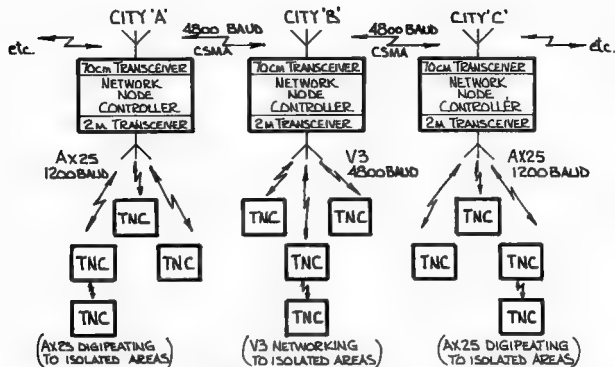 CITY 'A'
4800 BAUD
CITY 'B'
4800 BAUD
CITY 'C'
etc.
CSMA
CSMA
etc.
70cm TRANSCEIVER
NETWORK
NODE
CONTROLLER
2M TRANSCEIVER
70cm TRANSCEIVER
NETWORK
NODE
CONTROLLER
2M TRANSCEIVER
70cm TRANSCEIVER
NETWORK
NODE
CONTROLLER
2M TRANSCEIVER
AX25
1200 BAUD
V3
4800 BAUD
AX25
1200 BAUD
TNC
TNC
TNC
TNC
TNC
TNC
TNC
TNC
TNC
TNC
TNC
TNC
(AX25 DIGIPEATING
TO ISOLATED AREAS)
(V3 NETWORKING
TO ISOLATED AREAS)
(AX25 DIGIPEATING
TO ISOLATED AREAS)